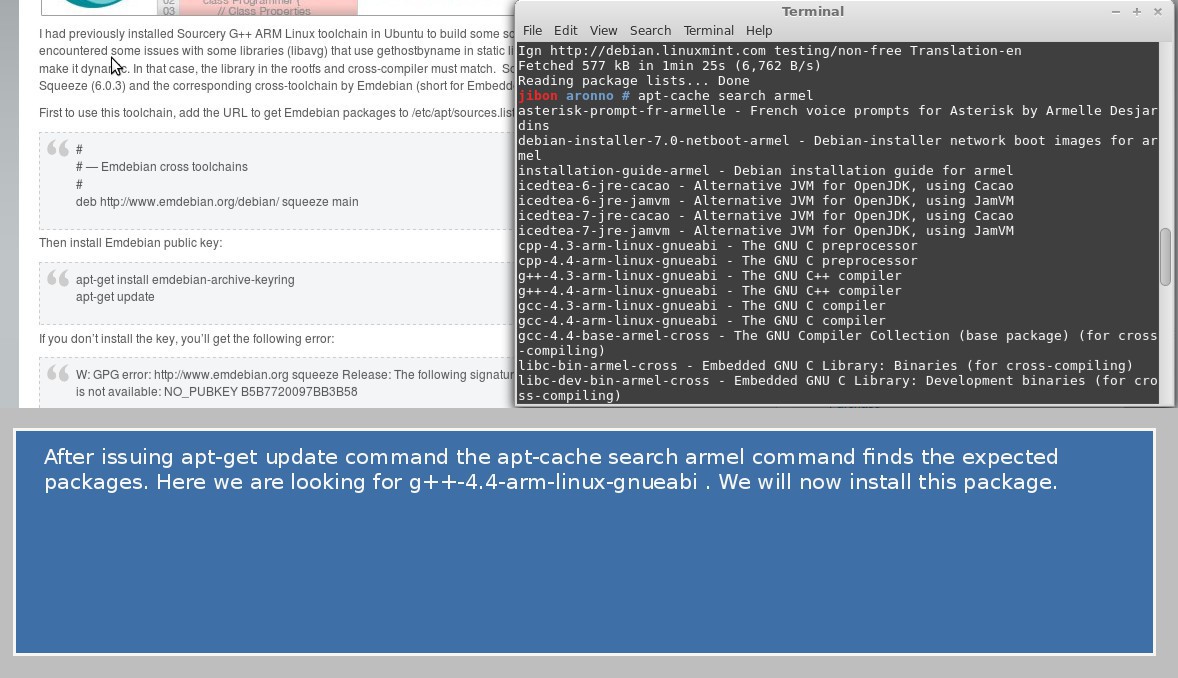 02 class Programmer {
03 // Class Properties
I had previously installed Sourcery G++ ARM Linux toolchain in Ubuntu to build some
encountered some issues with some libraries (libavg) that use gethostbyname in static
make it dynamic. In that case, the library in the rootfs and cross-compiler must match.
Squeeze (6.0.3) and the corresponding cross-toolchain by Emdebian (short for
First to use this toolchain, add the URL to get Emdebian packages to /etc/apt/sources.list
#
# — Emdebian cross toolchains
#
deb http://www.emdebian.org/debian/ squeeze main
Then install Emdebian public key:
apt-get install emdebian-archive-keyring
apt-get update
If you don’t install the key, you’ll get the following error:
W: GPG error: http://www.emdebian.org squeeze Release: The following
is not available: NO_PUBKEY B5B7720097BB3B58
Terminal
File Edit View Search Terminal Help
Ign http://debian.linuxmint.com testing/non-free Translation-en
Fetched 577 kB in 1min 25s (6,762 B/s)
Reading package lists... Done
jibon aronno # apt-cache search armel
asterisk-prompt-fr-armelle - French voice prompts for Asterisk by Armelle Desjar
dins
debian-installer-7.0-netboot-armel - Debian-installer network boot images for ar
mel
installation-guide-armel - Debian installation guide for armel
icedtea-6-jre-cacao - Alternative JVM for OpenJDK, using Cacao
icedtea-6-jre-jamvm - Alternative JVM for OpenJDK, using JamVM
icedtea-7-jre-cacao - Alternative JVM for OpenJDK, using Cacao
icedtea-7-jre-jamvm - Alternative JVM for OpenJDK, using JamVM
cpp-4.3-arm-linux-gnueabi - The GNU C preprocessor
cpp-4.4-arm-linux-gnueabi - The GNU C preprocessor
g++-4.3-arm-linux-gnueabi - The GNU C++ compiler
g++-4.4-arm-linux-gnueabi - The GNU C++ compiler
gcc-4.3-arm-linux-gnueabi - The GNU C compiler
gcc-4.4-arm-linux-gnueabi - The GNU C compiler
gcc-4.4-base-armel-cross - The GNU Compiler Collection (base package) (for cross
-compiling)
libc-bin-armel-cross - Embedded GNU C Library: Binaries (for cross-compiling)
libc-dev-bin-armel-cross - Embedded GNU C Library: Development binaries (for cro
ss-compiling)
After issuing apt-get update command the apt-cache search armel command finds the expected
packages. Here we are looking for g++-4.4-arm-linux-gnueabi . We will now install this package.